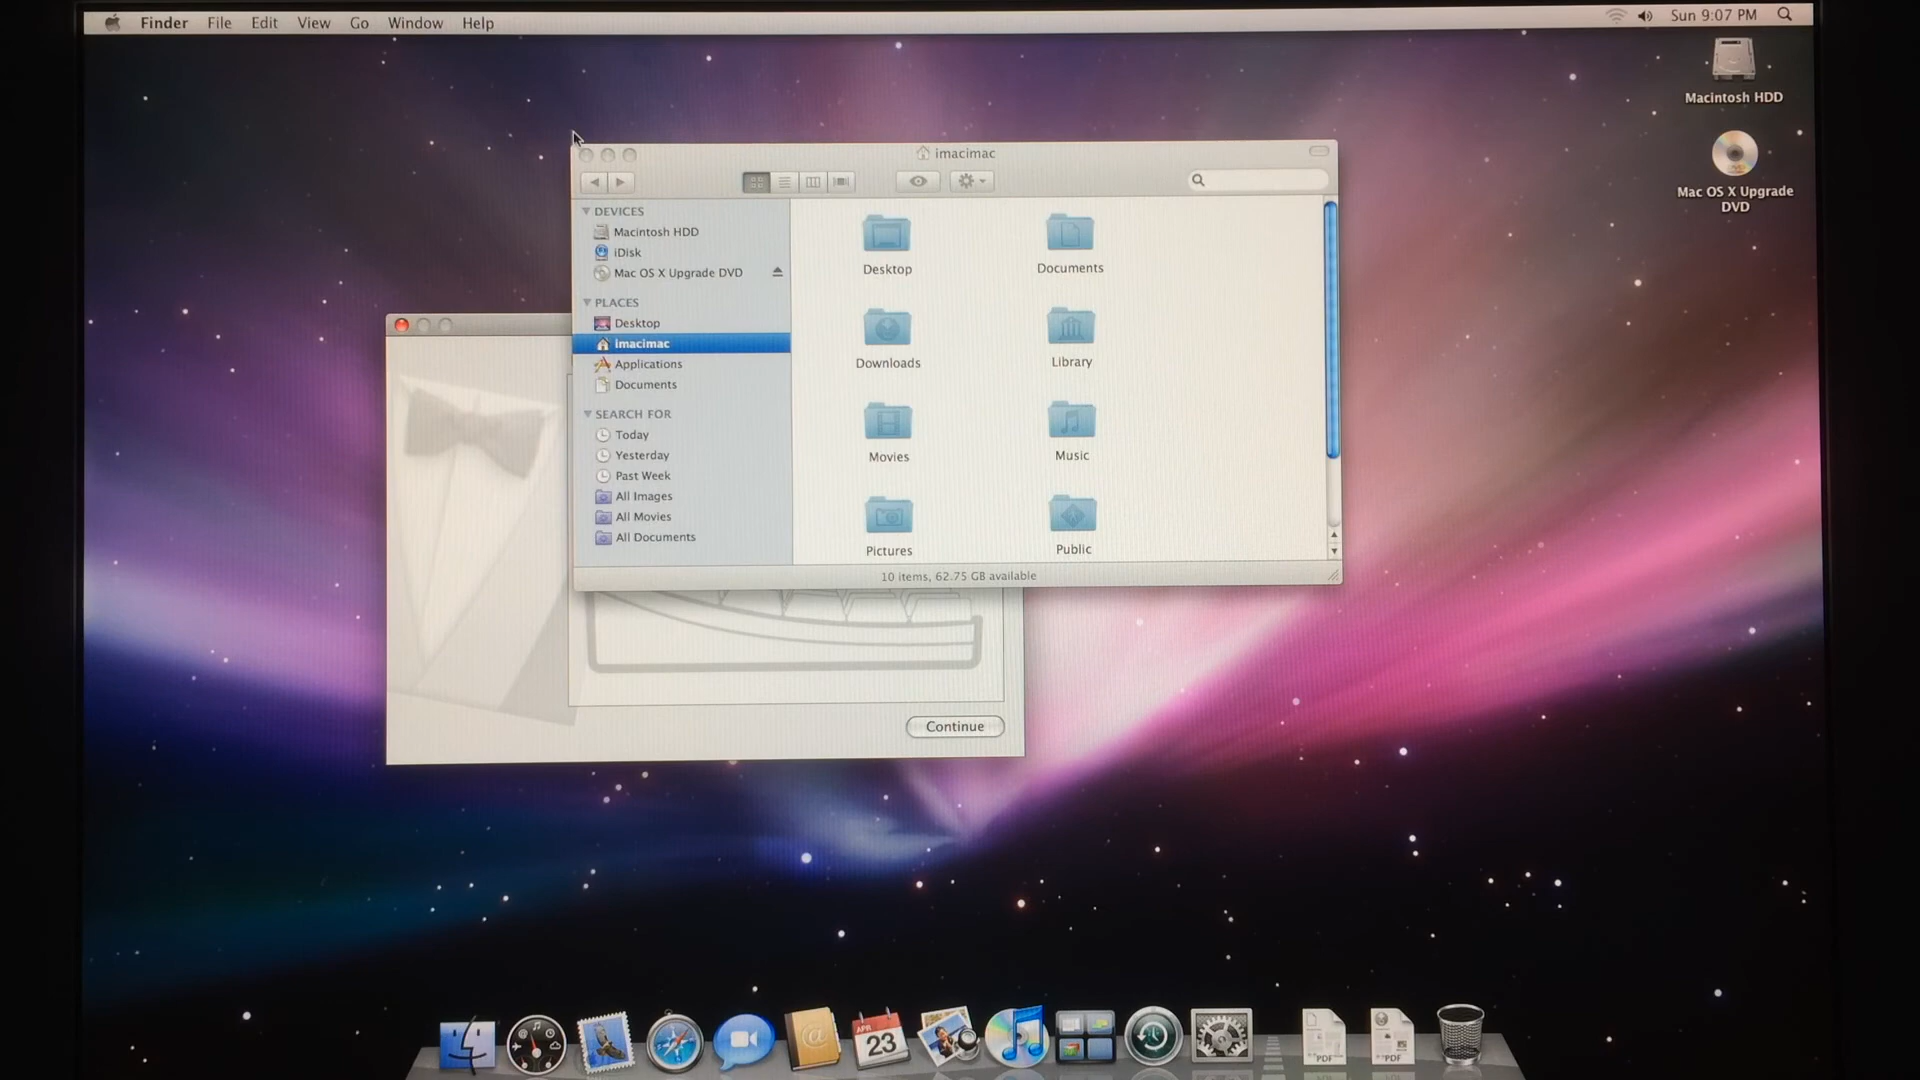 Finder File Edit View Go Window Help
Sun 9:07 PM
Macintosh HDD
Mac OS X Upgrade
DVD
imacimac
DEVICES
Macintosh HDD
iDisk
Mac OS X Upgrade DVD
PLACES
Desktop
imacimac
Applications
Documents
SEARCH FOR
Today
Yesterday
Past Week
All Images
All Movies
All Documents
Desktop
Documents
Downloads
Library
Movies
Music
Pictures
Public
10 items, 62.75 GB available
Continue
APR
23
PDF
PDF